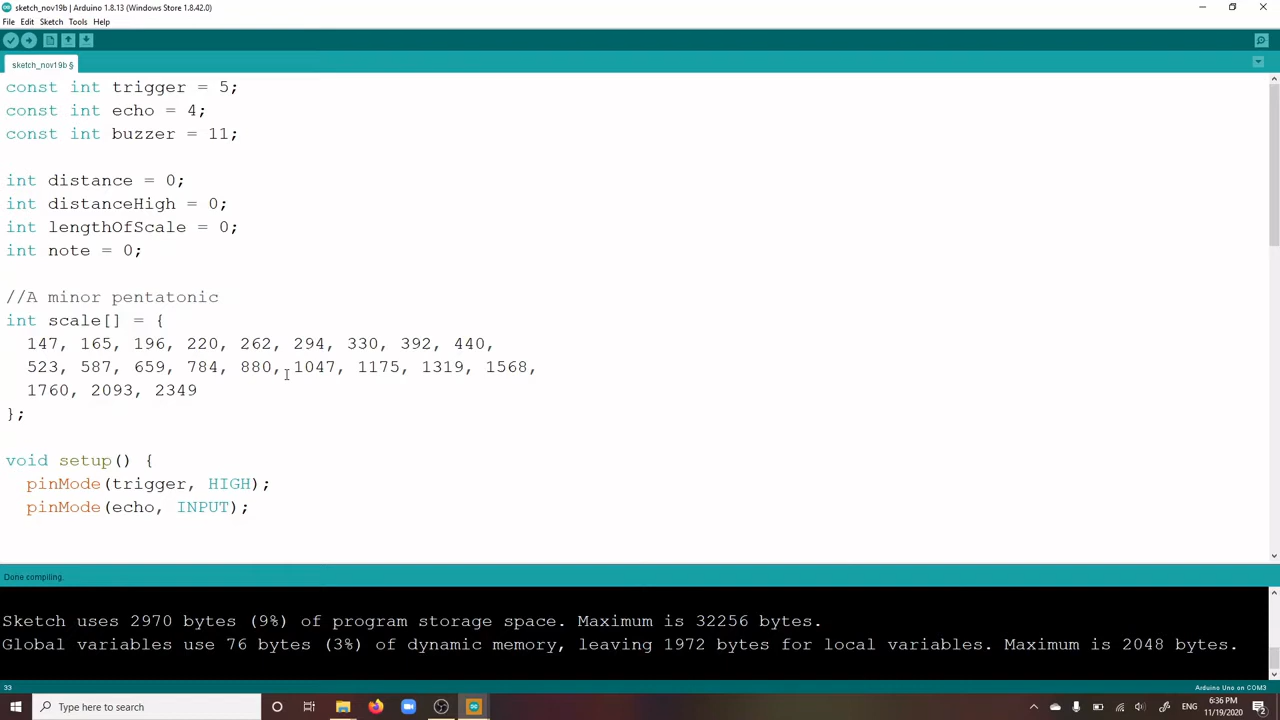 sketch_nov19b | Arduino 1.8.13 (Windows Store 1.8.42.0)
File Edit Sketch Tools Help
sketch_nov19b §
const int trigger = 5;
const int echo = 4;
const int buzzer = 11;
int distance = 0;
int distanceHigh = 0;
int lengthOfScale = 0;
int note = 0;
//A minor pentatonic
int scale[] = {
147, 165, 196, 220, 262, 294, 330, 392, 440,
523, 587, 659, 784, 880, 1047, 1175, 1319, 1568,
1760, 2093, 2349
};
void setup() {
pinMode(trigger, HIGH);
pinMode(echo, INPUT);
Done compiling.
Sketch uses 2970 bytes (9%) of program storage space. Maximum is 32256 bytes.
Global variables use 76 bytes (3%) of dynamic memory, leaving 1972 bytes for local variables. Maximum is 2048 bytes.
33
Arduino Uno on COM3
Type here to search
ENG
6:36 PM
11/19/2020
2